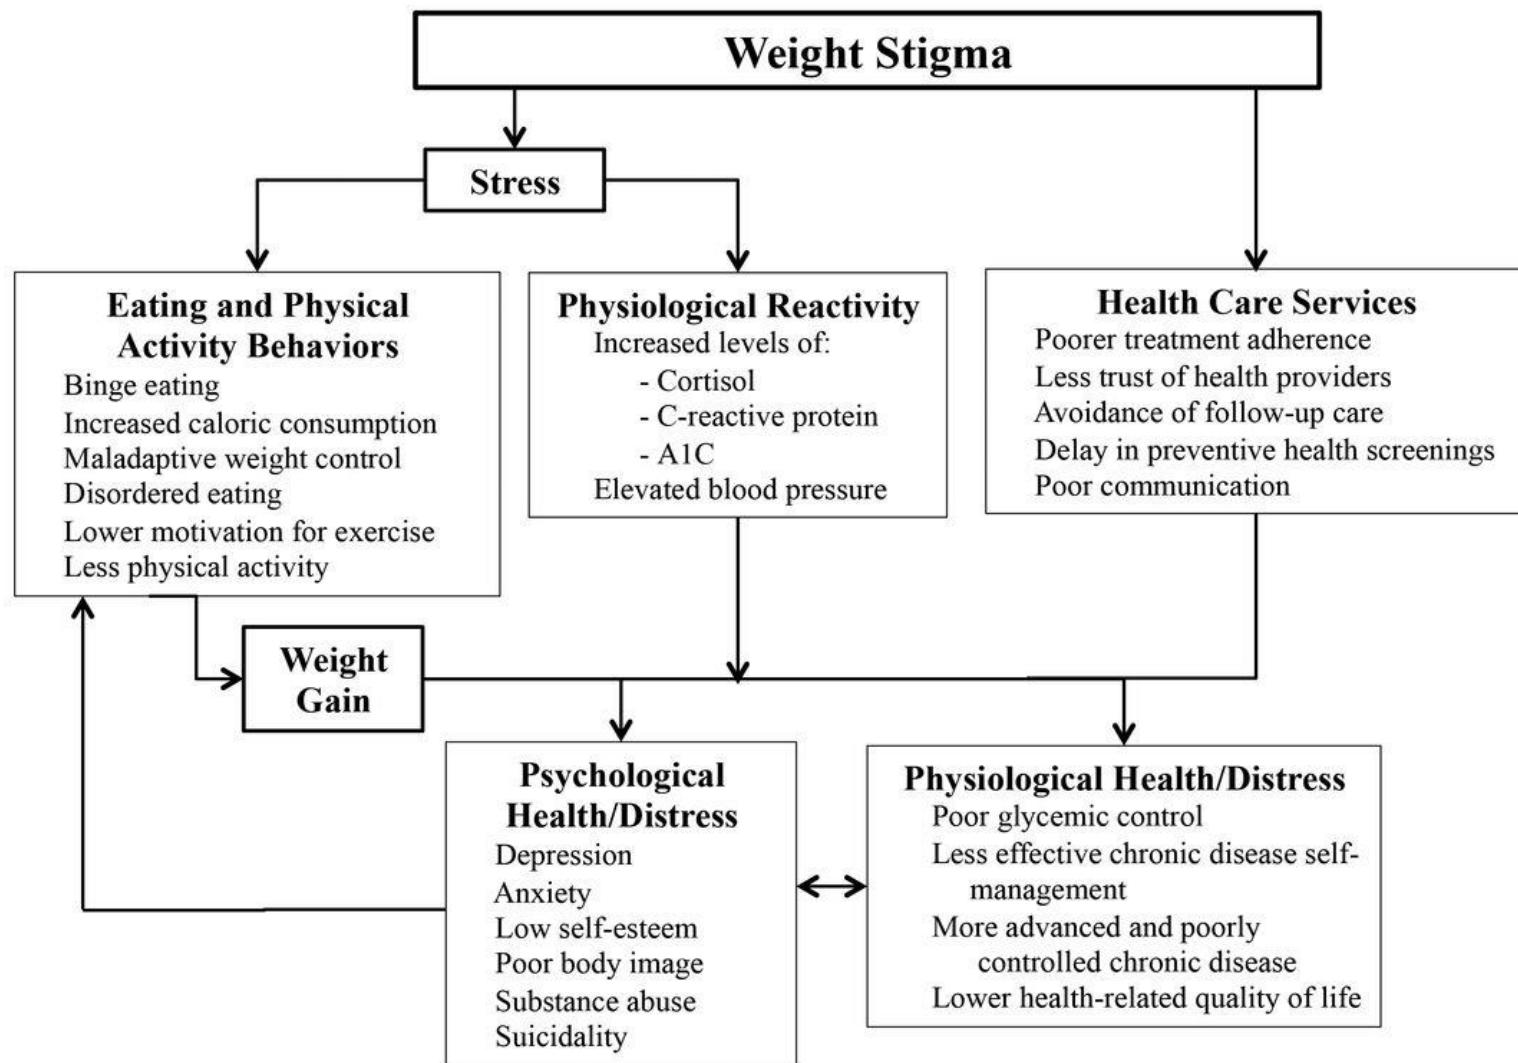 Weight Stigma
Stress
Eating and Physical
Activity Behaviors
Binge eating
Increased caloric consumption
Maladaptive weight control
Disordered eating
Lower motivation for exercise
Less physical activity
Physiological Reactivity
Increased levels of:
- Cortisol
- C-reactive protein
- A1C
Elevated blood pressure
Health Care Services
Poorer treatment adherence
Less trust of health providers
Avoidance of follow-up care
Delay in preventive health screenings
Poor communication
Weight
Gain
Psychological
Health/Distress
Depression
Anxiety
Low self-esteem
Poor body image
Substance abuse
Suicidality
Physiological Health/Distress
Poor glycemic control
Less effective chronic disease self-
management
More advanced and poorly
controlled chronic disease
Lower health-related quality of life